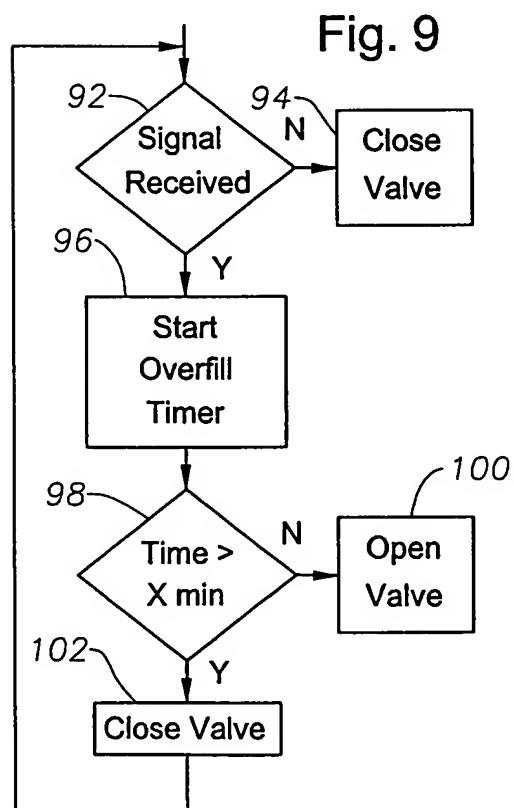 Fig. 9
92
Signal
Received
N
94
Close
Valve
Y
96
Start
Overfill
Timer
98
Time >
X min
N
100
Open
Valve
Y
102
Close Valve